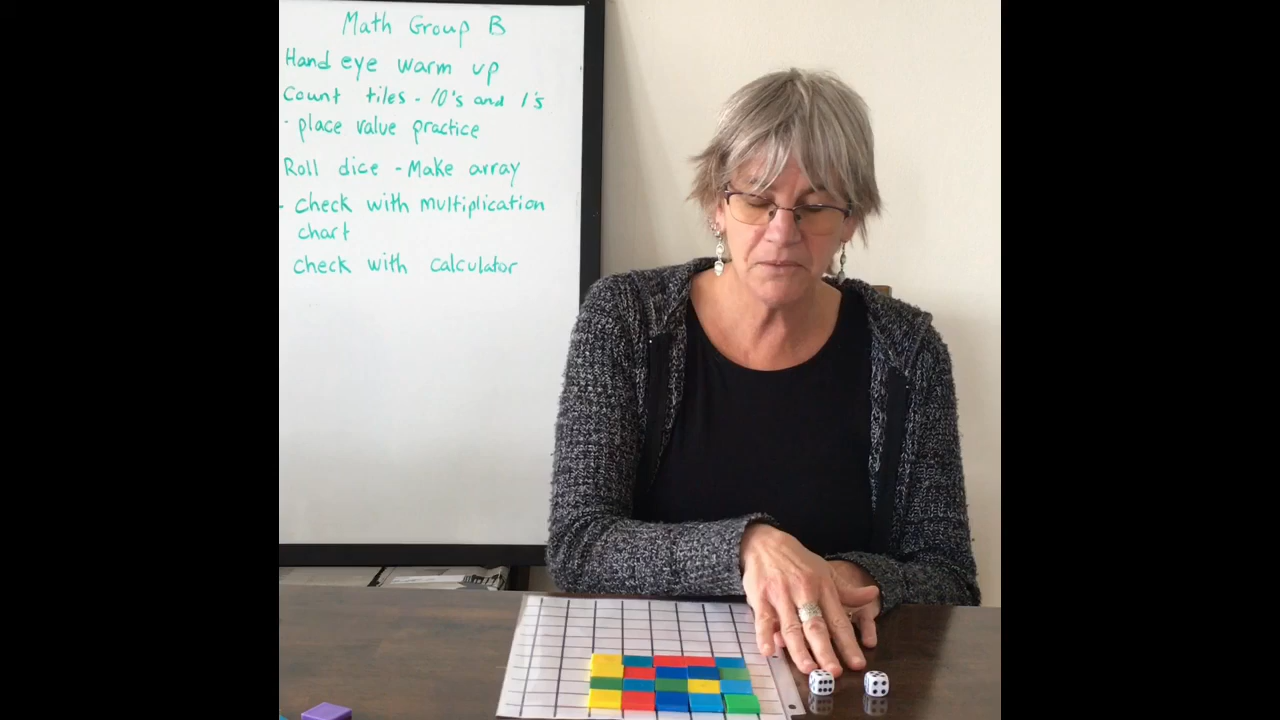 Math Group B
Hand eye warm up
Count tiles - 10's and 1's
- place value practice
Roll dice - Make array
- check with multiplication
chart
check with calculator